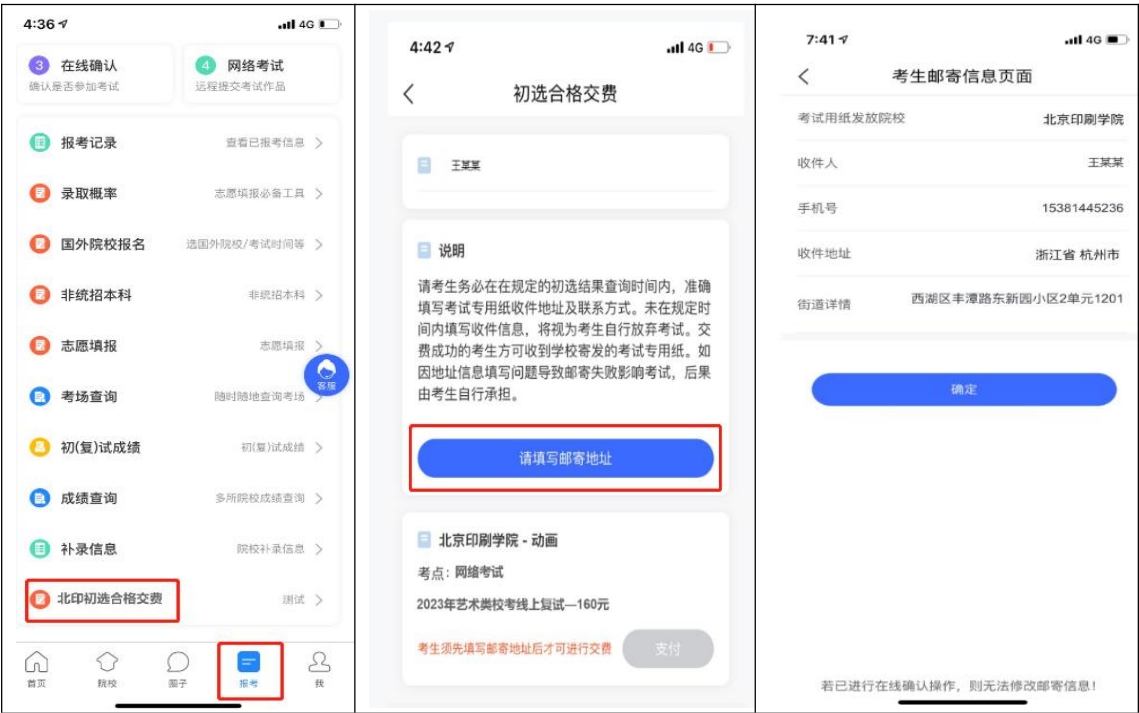 4:36
4G
3 在线确认
确认是否参加考试
4 网络考试
远程提交考试作品
报考记录 查看已报考信息
录取概率 志愿填报必备工具
国外院校报名 选国外院校/考试时间等
非统招本科 非统招本科
志愿填报 志愿填报
客服
考场查询 随时随地查询考场
初(复)试成绩 初(复)试成绩
成绩查询 多所院校成绩查询
补录信息 院校补录信息
北印初选合格交费 测试
首页 院校 圈子 报考 我
4:42
4G
初选合格交费
王某某
说明
请考生务必在在规定的初选结果查询时间内，准确
填写考试专用纸收件地址及联系方式。未在规定时
间内填写收件信息，将视为考生自行放弃考试。交
费成功的考生方可收到学校寄发的考试专用纸。如
因地址信息填写问题导致邮寄失败影响考试，后果
由考生自行承担。
请填写邮寄地址
北京印刷学院 - 动画
考点：网络考试
2023年艺术类校考线上复试—160元
考生须先填写邮寄地址后才可进行交费 支付
7:41
4G
考生邮寄信息页面
考试用纸发放院校 北京印刷学院
收件人 王某某
手机号 15381445236
收件地址 浙江省 杭州市
街道详情 西湖区丰潭路东新园小区2单元1201
确定
若已进行在线确认操作，则无法修改邮寄信息！